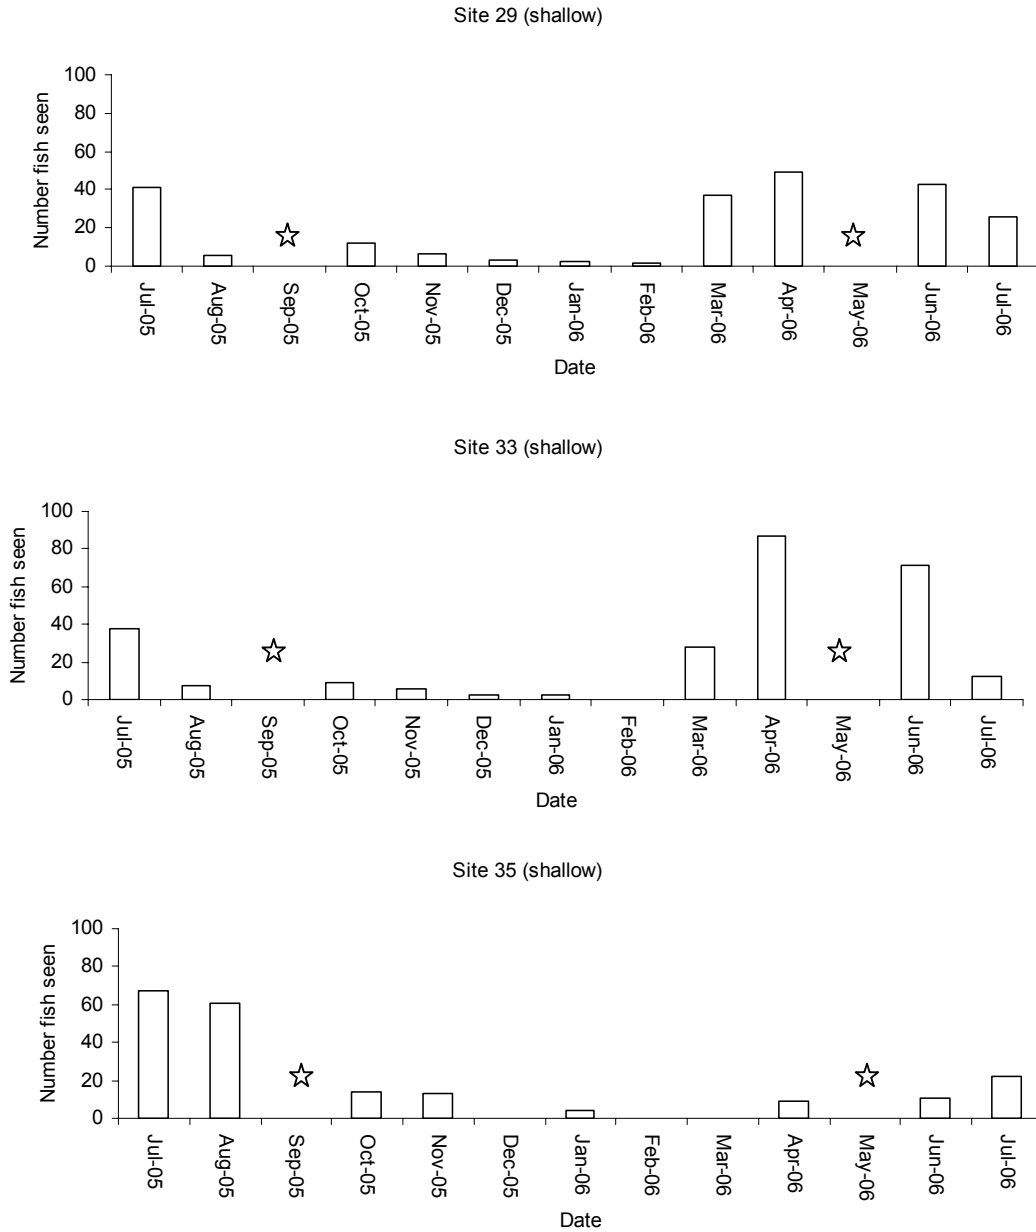 Site 29 (shallow)
Number fish seen
100
80
60
40
20
0
Jul-05
Aug-05
Sep-05
Oct-05
Nov-05
Dec-05
Jan-06
Feb-06
Mar-06
Apr-06
May-06
Jun-06
Jul-06
Date
Site 33 (shallow)
Number fish seen
100
80
60
40
20
0
Jul-05
Aug-05
Sep-05
Oct-05
Nov-05
Dec-05
Jan-06
Feb-06
Mar-06
Apr-06
May-06
Jun-06
Jul-06
Date
Site 35 (shallow)
Number fish seen
100
80
60
40
20
0
Jul-05
Aug-05
Sep-05
Oct-05
Nov-05
Dec-05
Jan-06
Feb-06
Mar-06
Apr-06
May-06
Jun-06
Jul-06
Date